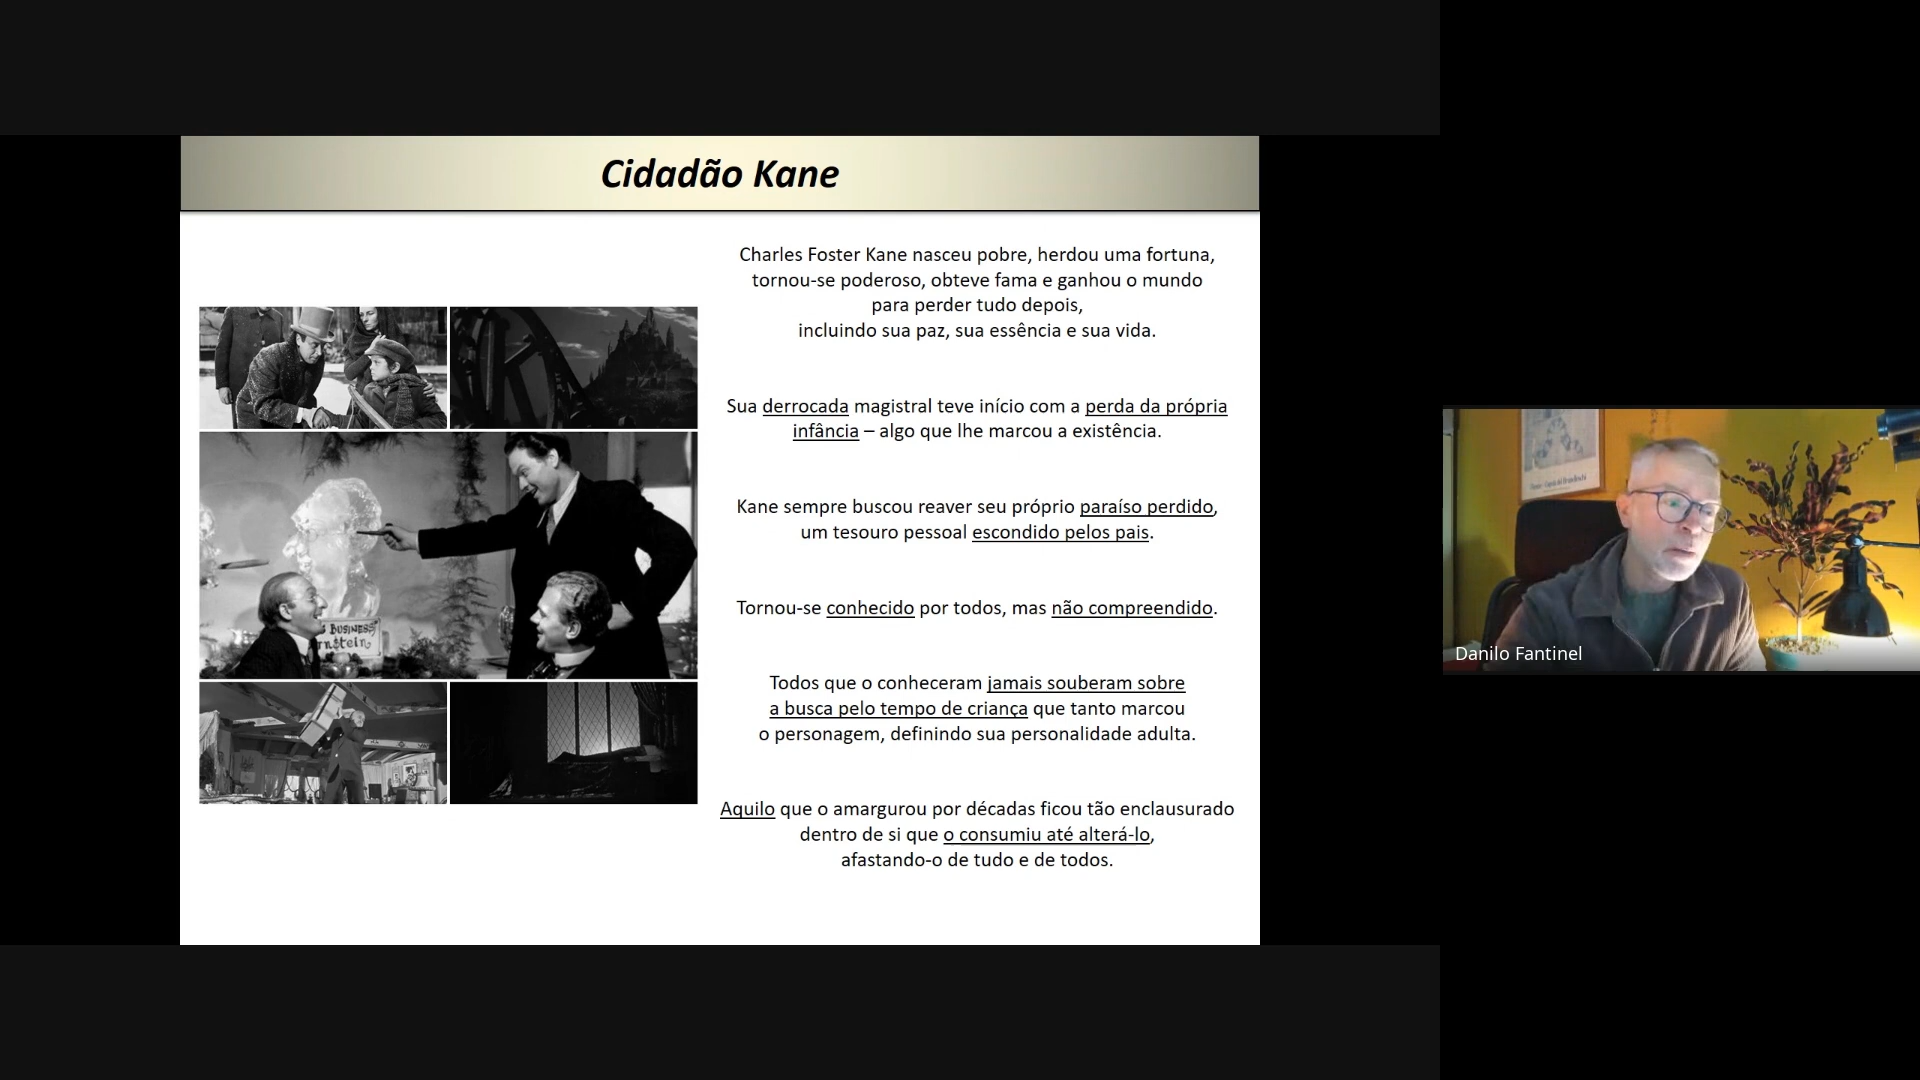 Cidadão Kane
Charles Foster Kane nasceu pobre, herdou uma fortuna,
tornou-se poderoso, obteve fama e ganhou o mundo
para perder tudo depois,
incluindo sua paz, sua essência e sua vida.
Sua derrocada magistral teve início com a perda da própria
infância – algo que lhe marcou a existência.
Kane sempre buscou reaver seu próprio paraíso perdido,
um tesouro pessoal escondido pelos pais.
Tornou-se conhecido por todos, mas não compreendido.
Todos que o conheceram jamais souberam sobre
a busca pelo tempo de criança que tanto marcou
o personagem, definindo sua personalidade adulta.
Aquilo que o amargurou por décadas ficou tão enclausurado
dentro de si que o consumiu até alterá-lo,
afastando-o de tudo e de todos.
BUSINESS
Danilo Fantinel